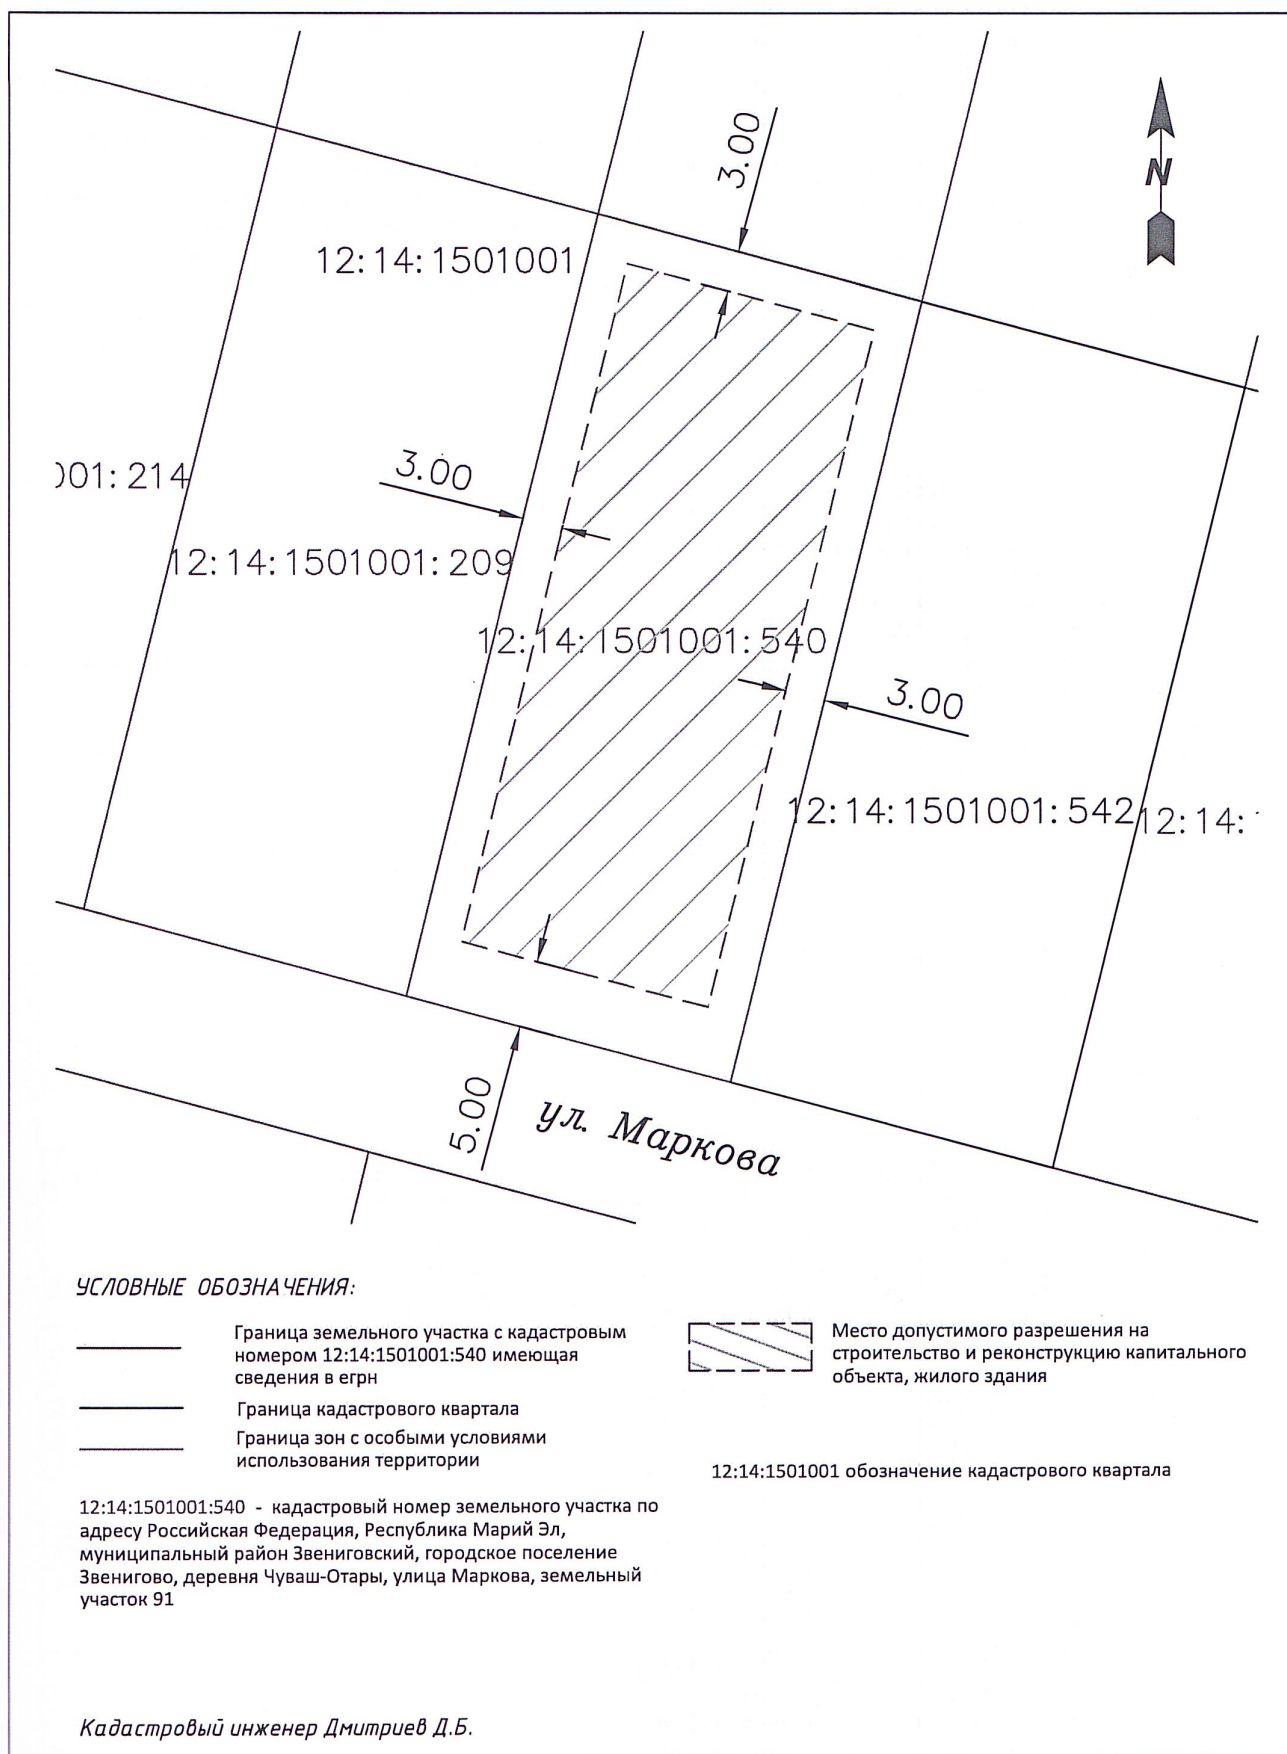 3.00
N
12:14:1501001
001:214
3.00
12:14:1501001:209
12:14:1501001:540
3.00
12:14:1501001:542
12:14:
5.00
ул. Маркова
УСЛОВНЫЕ ОБОЗНАЧЕНИЯ:
Граница земельного участка с кадастровым
номером 12:14:1501001:540 имеющая
сведения в егрн
Граница кадастрового квартала
Граница зон с особыми условиями
использования территории
Место допустимого разрешения на
строительство и реконструкцию капитального
объекта, жилого здания
12:14:1501001 обозначение кадастрового квартала
12:14:1501001:540 - кадастровый номер земельного участка по
адресу Российская Федерация, Республика Марий Эл,
муниципальный район Звениговский, городское поселение
Звенигово, деревня Чуваш-Отары, улица Маркова, земельный
участок 91
Кадастровый инженер Дмитриев Д.Б.